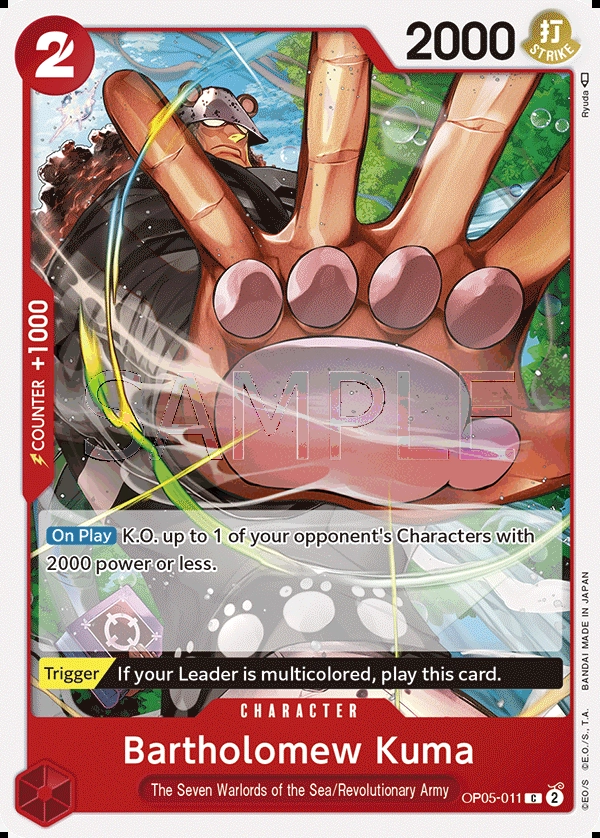 2
2000
打
STRIKE
Ryuda
COUNTER +1000
SAMPLE
On Play K.O. up to 1 of your opponent's Characters with
2000 power or less.
Trigger If your Leader is multicolored, play this card.
CHARACTER
Bartholomew Kuma
The Seven Warlords of the Sea/Revolutionary Army
OP05-011 C 2
©EO/S ©E.O./S., T.A. BANDAI MADE IN JAPAN